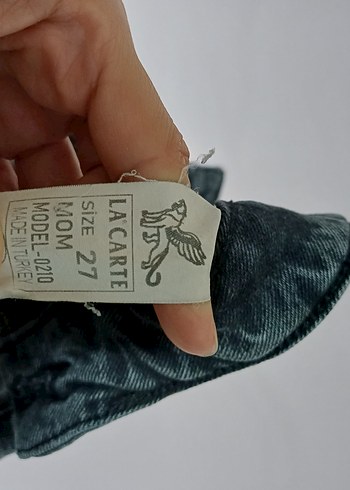 LA'CARTE
SIZE 27
MOM
MODEL-0210
MADE IN TURKEY